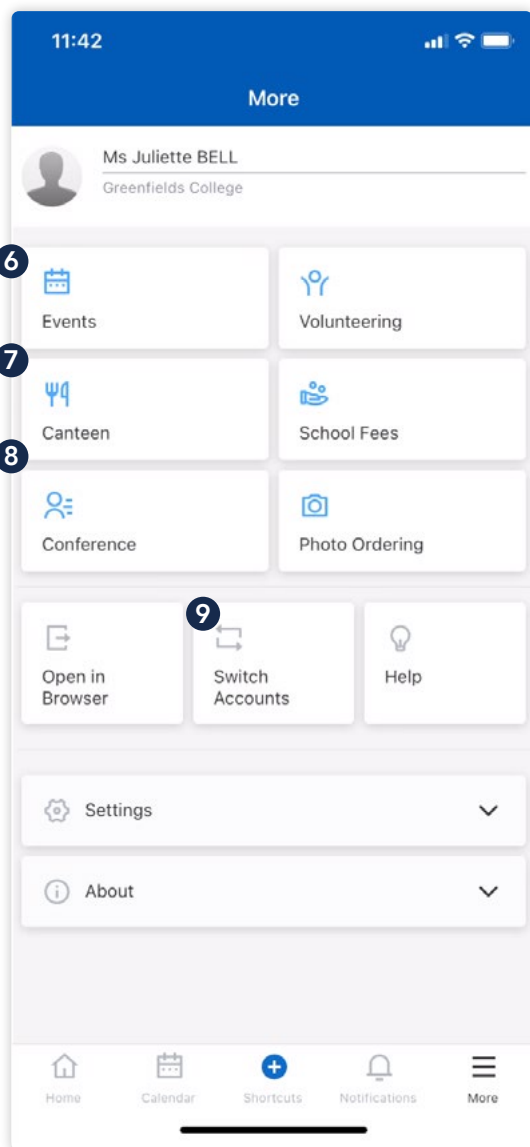 11:42
More
Ms Juliette BELL
Greenfields College
6
Events
Volunteering
7
Canteen
School Fees
8
Conference
Photo Ordering
Open in
Browser
9
Switch
Accounts
Help
Settings
About
Home
Calendar
Shortcuts
Notifications
More